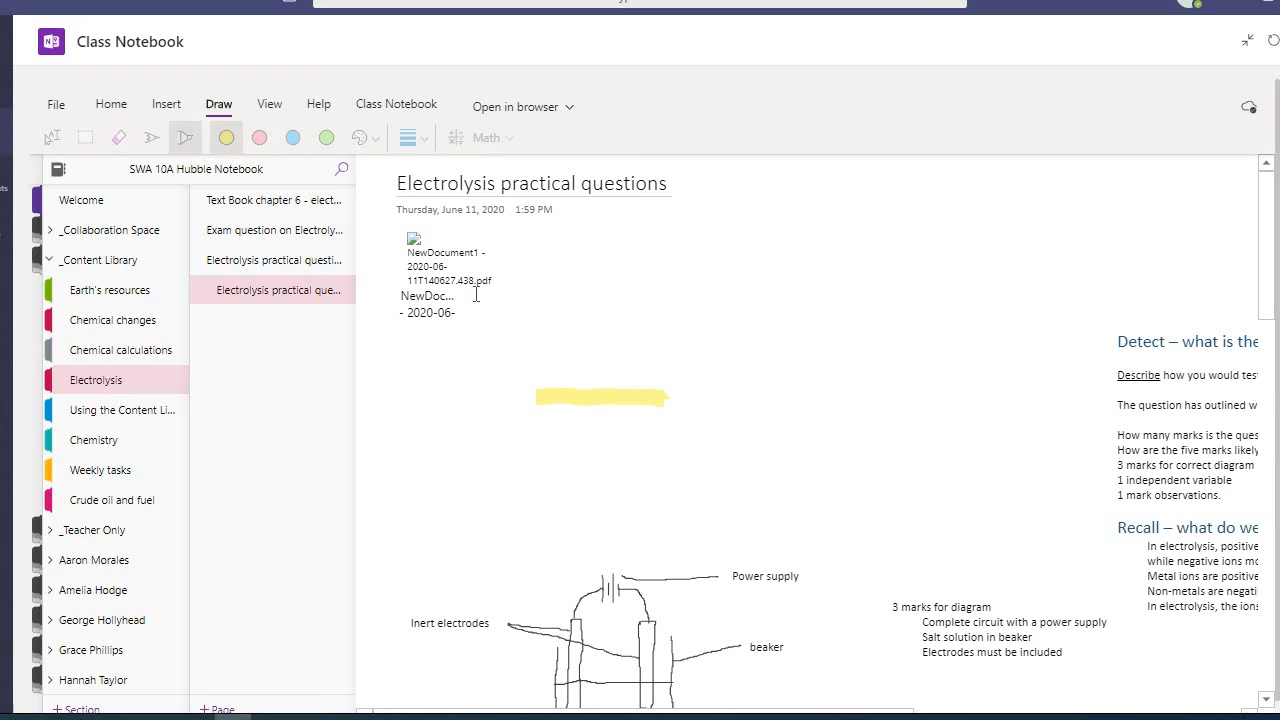 Class Notebook
File Home Insert Draw View Help Class Notebook Open in browser
Math
SWA 10A Hubble Notebook
Welcome
_Collaboration Space
_Content Library
Earth's resources
Chemical changes
Chemical calculations
Electrolysis
Using the Content Li...
Chemistry
Weekly tasks
Crude oil and fuel
_Teacher Only
Aaron Morales
Amelia Hodge
George Hollyhead
Grace Phillips
Hannah Taylor
+ Section
Text Book chapter 6 - elect...
Exam question on Electroly...
Electrolysis practical questi...
Electrolysis practical que...
+ Page
Electrolysis practical questions
Thursday, June 11, 2020 1:59 PM
NewDocument1 -
2020-06-
11T140627.438.pdf
NewDoc...
- 2020-06-
Power supply
Inert electrodes
beaker
3 marks for diagram
Complete circuit with a power supply
Salt solution in beaker
Electrodes must be included
Detect – what is the
Describe how you would tes
The question has outlined w
How many marks is the ques
How are the five marks likely
3 marks for correct diagram
1 independent variable
1 mark observations.
Recall – what do we
In electrolysis, positive
while negative ions mo
Metal ions are positive
Non-metals are negati
In electrolysis, the ions